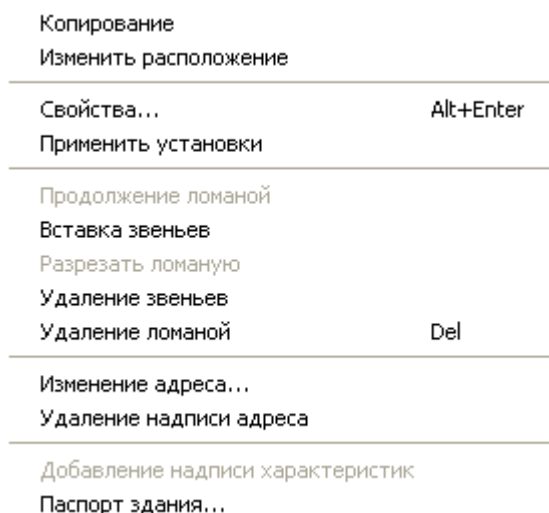 Копирование
Изменить расположение
Свойства... Alt+Enter
Применить установки
Продолжение ломаной
Вставка звеньев
Разрезать ломаную
Удаление звеньев
Удаление ломаной Del
Изменение адреса...
Удаление надписи адреса
Добавление надписи характеристик
Паспорт здания...